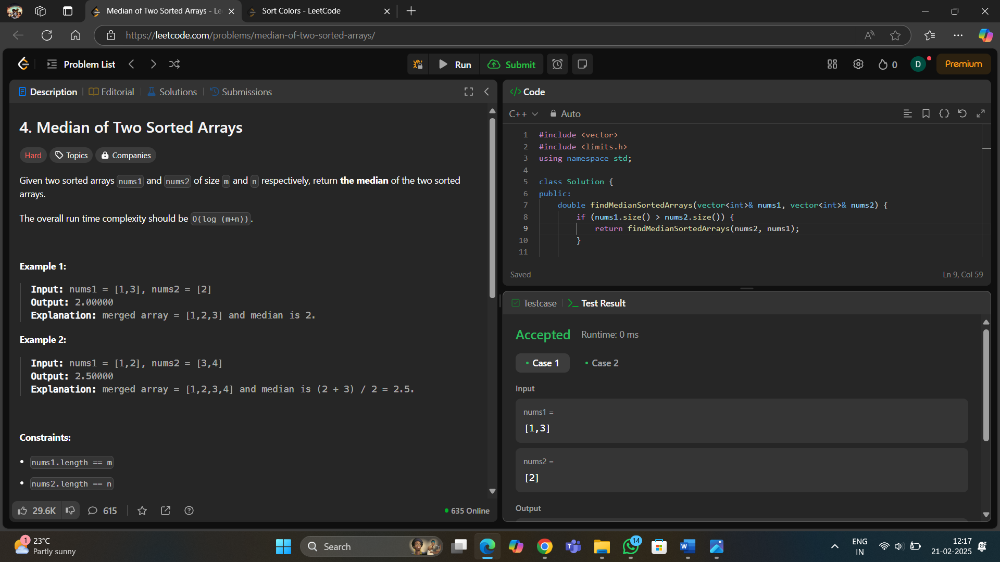 Median of Two Sorted Arrays - Le
Sort Colors - LeetCode
https://leetcode.com/problems/median-of-two-sorted-arrays/
Problem List
Run
Submit
0
D
Premium
Description
Editorial
Solutions
Submissions
4. Median of Two Sorted Arrays
Hard
Topics
Companies
Given two sorted arrays nums1 and nums2 of size m and n respectively, return the median of the two sorted
arrays.
The overall run time complexity should be O(log (m+n)).
Example 1:
Input: nums1 = [1,3], nums2 = [2]
Output: 2.00000
Explanation: merged array = [1,2,3] and median is 2.
Example 2:
Input: nums1 = [1,2], nums2 = [3,4]
Output: 2.50000
Explanation: merged array = [1,2,3,4] and median is (2 + 3) / 2 = 2.5.
Constraints:
• nums1.length == m
• nums2.length == n
29.6K
615
635 Online
</> Code
C++
Auto
1 #include <vector>
2 #include <limits.h>
3 using namespace std;
4
5 class Solution {
6 public:
7 double findMedianSortedArrays(vector<int>& nums1, vector<int>& nums2) {
8 if (nums1.size() > nums2.size()) {
9 return findMedianSortedArrays(nums2, nums1);
10 }
11
Saved
Ln 9, Col 59
Testcase
>_ Test Result
Accepted
Runtime: 0 ms
• Case 1
• Case 2
Input
nums1 =
[1,3]
nums2 =
[2]
Output
1
23°C
Partly sunny
Search
14
ENG
IN
12:17
21-02-2025